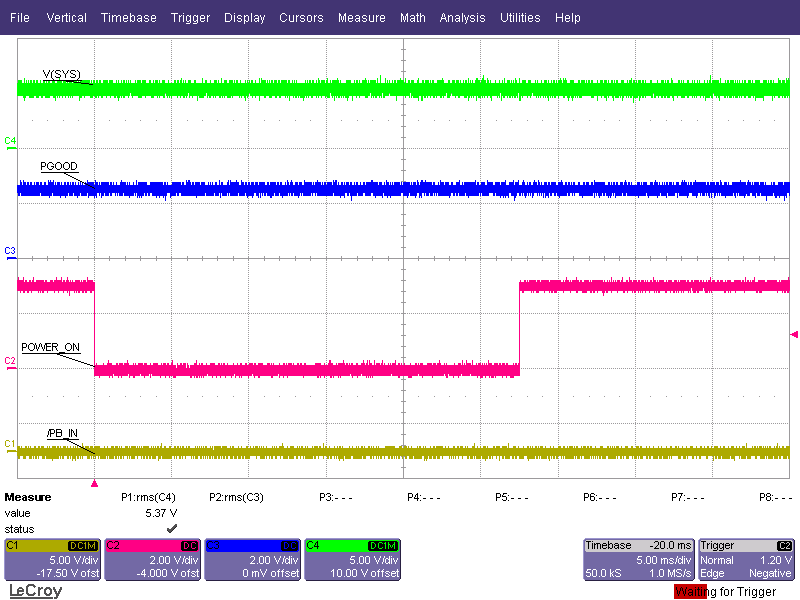 File Vertical Timebase Trigger Display Cursors Measure Math Analysis Utilities Help
V(SYS)
C4
PGOOD
C3
POWER_ON
C2
/PB_IN
C1
Measure P1:rms(C4) P2:rms(C3) P3:- - - P4:- - - P5:- - - P6:- - - P7:- - - P8:- - -
value 5.37 V
status
C1 DC1M C2 DC C3 C4 DC1M Timebase -20.0 ms Trigger C2
5.00 V/div 2.00 V/div 2.00 V/div 5.00 V/div 5.00 ms/div Normal 1.20 V
-17.50 V ofst -4.000 V ofst 0 mV offset 10.00 V ofst 50.0 kS 1.0 MS/s Edge Negative
LeCroy Waiting for Trigger